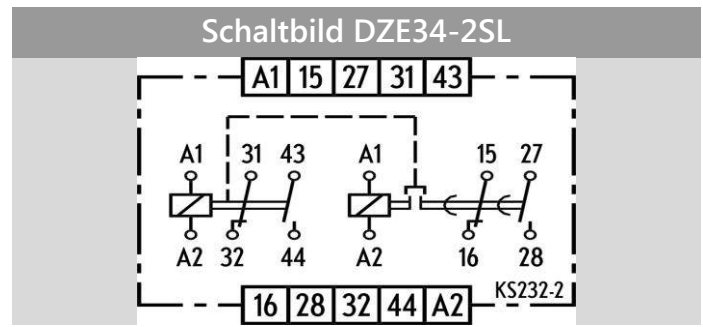 Schaltbild DZE34-2SL
A1 15 27 31 43
A1 31 43 A1 15 27
A2 32 44 A2 16 28
KS232-2
16 28 32 44 A2